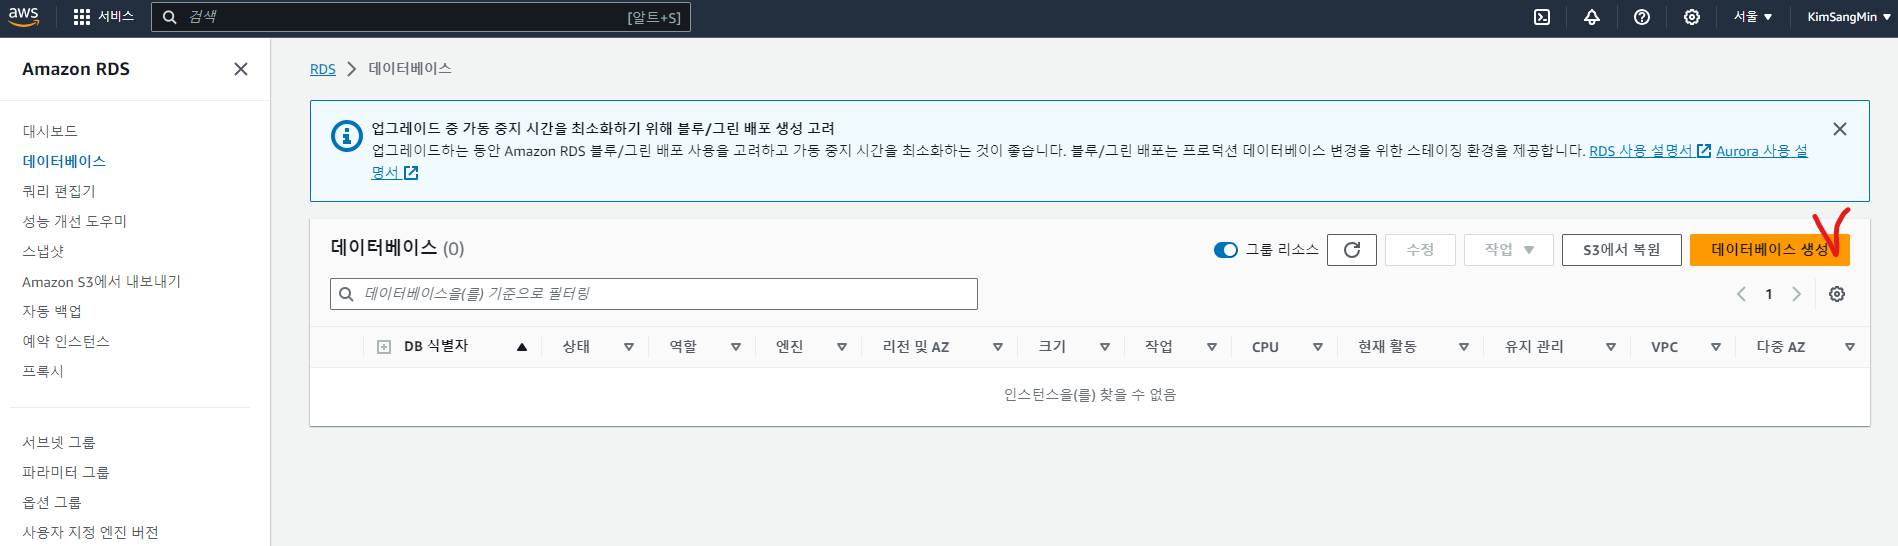 aws
서비스
검색
[알트+S]
서울
KimSangMin
Amazon RDS
대시보드
데이터베이스
쿼리 편집기
성능 개선 도우미
스냅샷
Amazon S3에서 내보내기
자동 백업
예약 인스턴스
프록시
서브넷 그룹
파라미터 그룹
옵션 그룹
사용자 지정 엔진 버전
RDS > 데이터베이스
업그레이드 중 가동 중지 시간을 최소화하기 위해 블루/그린 배포 생성 고려
업그레이드하는 동안 Amazon RDS 블루/그린 배포 사용을 고려하고 가동 중지 시간을 최소화하는 것이 좋습니다. 블루/그린 배포는 프로덕션 데이터베이스 변경을 위한 스테이징 환경을 제공합니다. RDS 사용 설명서 Aurora 사용 설
명서
데이터베이스 (0)
그룹 리소스
수정
작업
S3에서 복원
데이터베이스 생성
데이터베이스을(를) 기준으로 필터링
1
DB 식별자 상태 역할 엔진 리전 및 AZ 크기 작업 CPU 현재 활동 유지 관리 VPC 다중 AZ
인스턴스을(를) 찾을 수 없음